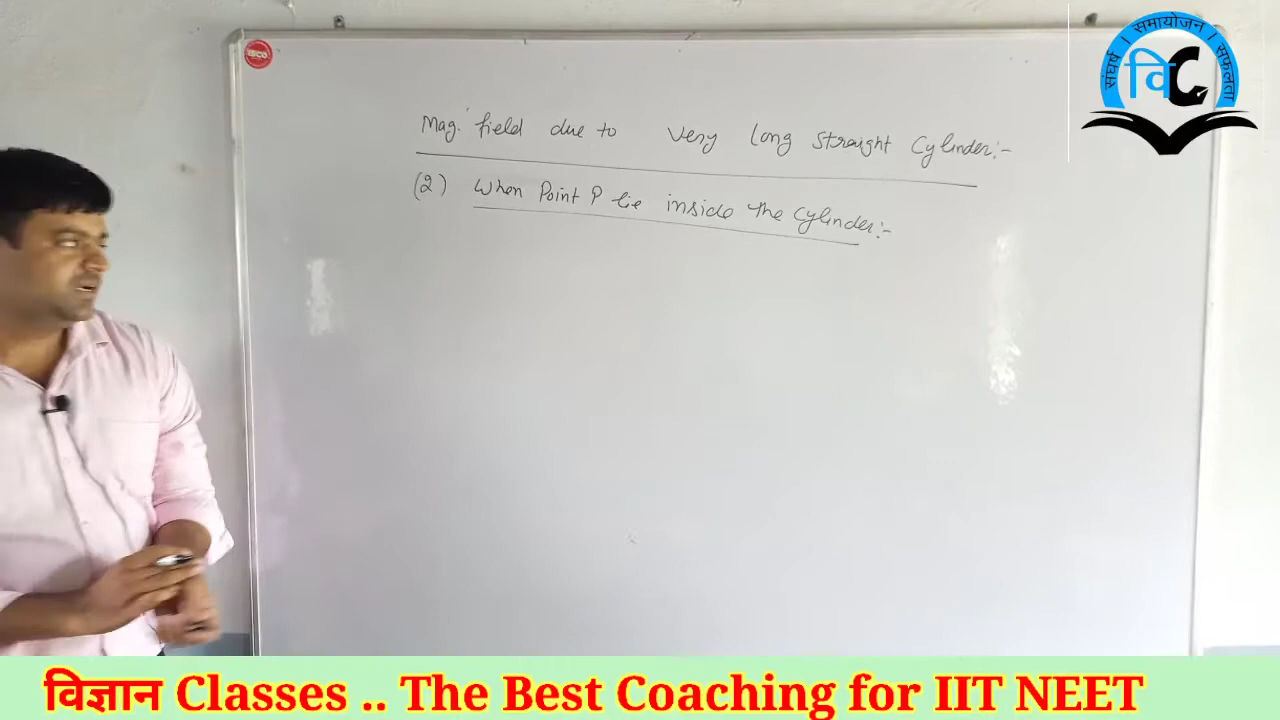 Mag. field due to very long straight Cylinder:-
(2) When Point P lie inside the Cylinder:-
संघर्ष । समायोजन । सफलता
विC
विज्ञान Classes .. The Best Coaching for IIT NEET